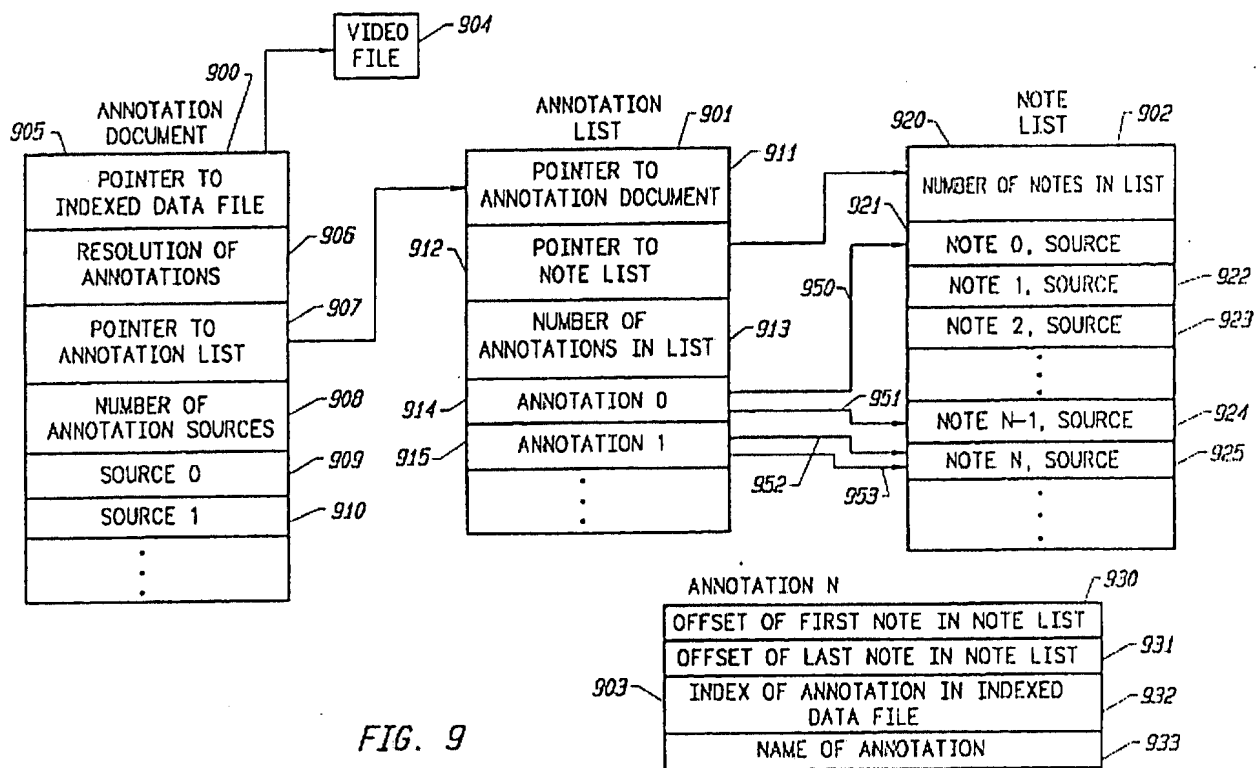 VIDEO
FILE
904
900
ANNOTATION
DOCUMENT
905
POINTER TO
INDEXED DATA FILE
RESOLUTION OF
ANNOTATIONS
906
POINTER TO
ANNOTATION LIST
907
NUMBER OF
ANNOTATION SOURCES
908
SOURCE 0
909
SOURCE 1
910
ANNOTATION
LIST
901
POINTER TO
ANNOTATION DOCUMENT
911
912
POINTER TO
NOTE LIST
NUMBER OF
ANNOTATIONS IN LIST
913
914
ANNOTATION 0
915
ANNOTATION 1
950
951
952
953
NOTE
LIST
920
902
NUMBER OF NOTES IN LIST
921
NOTE 0, SOURCE
NOTE 1, SOURCE
922
NOTE 2, SOURCE
923
NOTE N-1, SOURCE
924
NOTE N, SOURCE
925
ANNOTATION N
930
OFFSET OF FIRST NOTE IN NOTE LIST
OFFSET OF LAST NOTE IN NOTE LIST
931
903
INDEX OF ANNOTATION IN INDEXED
DATA FILE
932
NAME OF ANNOTATION
933
FIG. 9